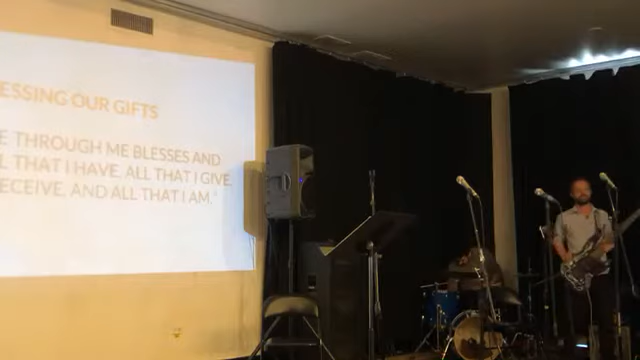 ESSING OUR GIFTS
E THROUGH ME BLESSES AND
L THAT I HAVE, ALL THAT I GIVE,
ECEIVE, AND ALL THAT I AM."